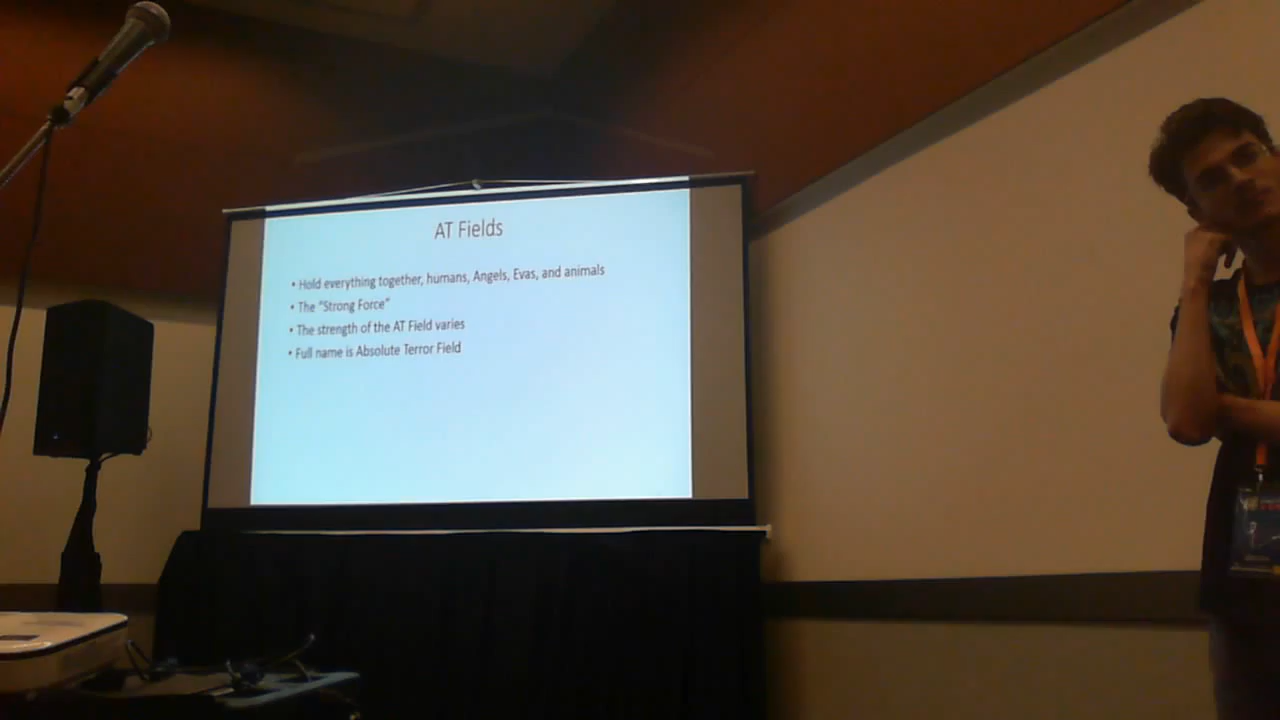 AT Fields
• Hold everything together, humans, Angels, Evas, and animals
• The "Strong Force"
• The strength of the AT Field varies
• Full name is Absolute Terror Field